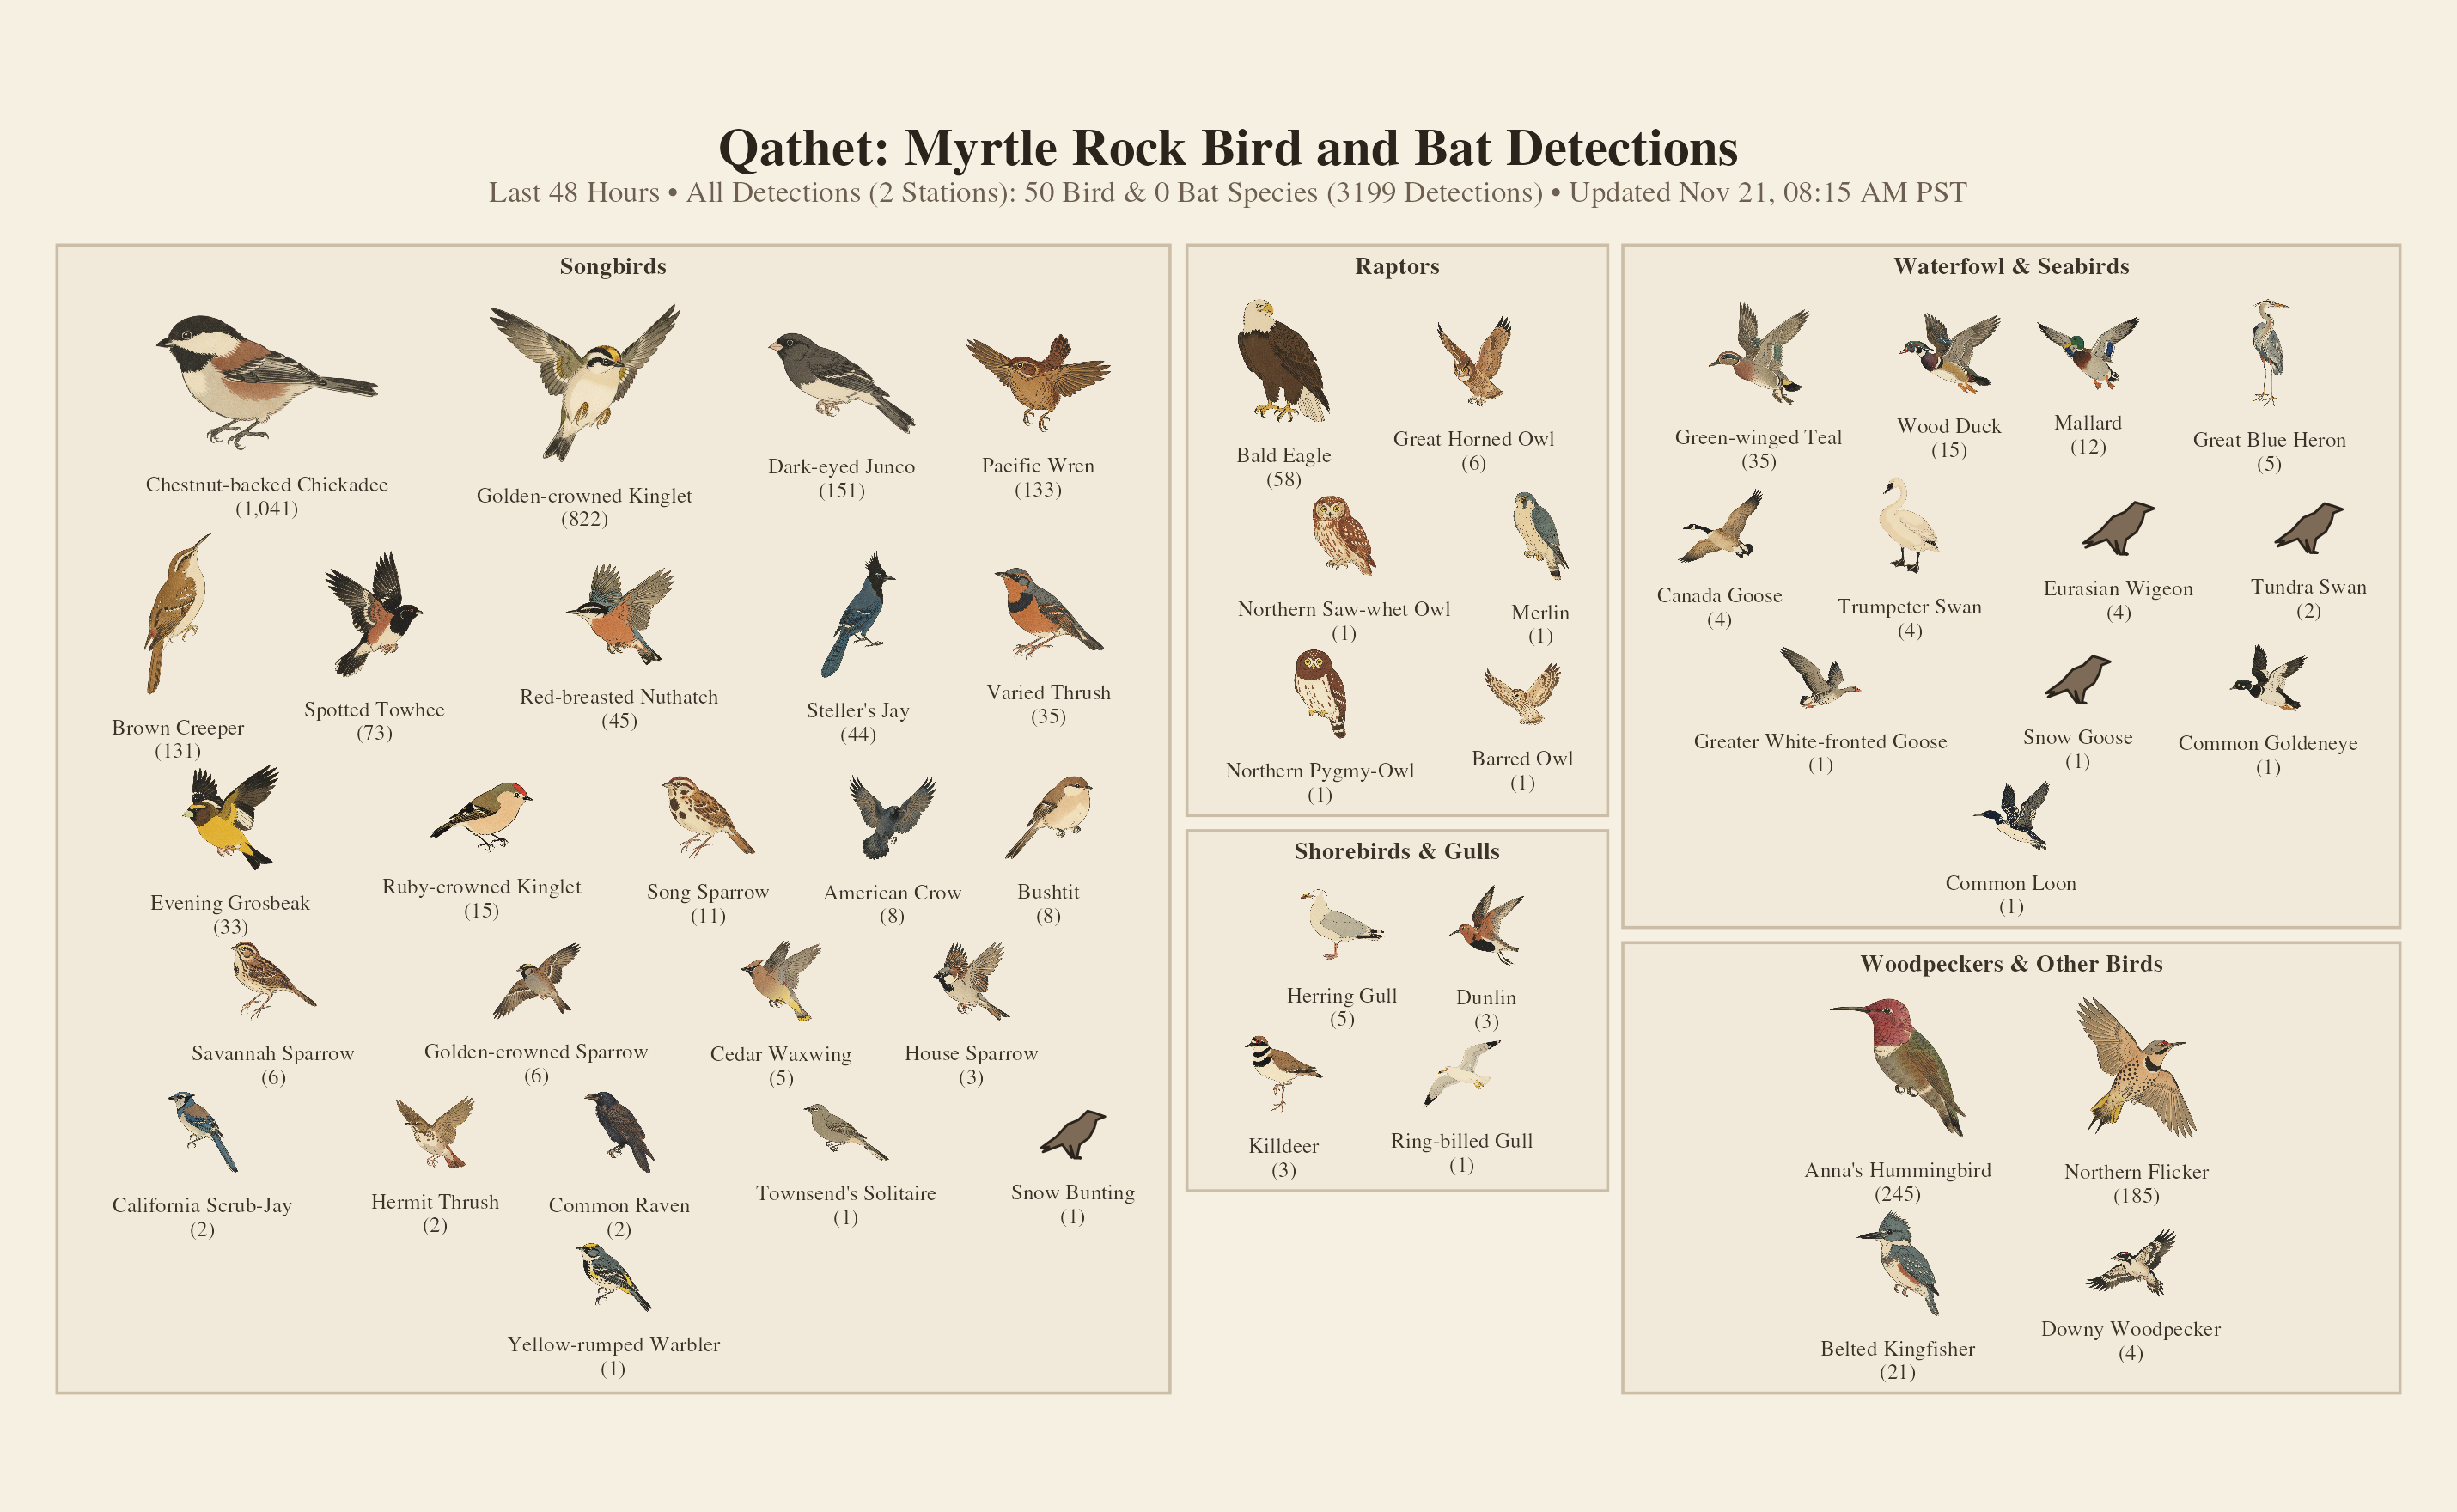 Qathet: Myrtle Rock Bird and Bat Detections
Last 48 Hours • All Detections (2 Stations): 50 Bird & 0 Bat Species (3199 Detections) • Updated Nov 21, 08:15 AM PST
Songbirds
Chestnut-backed Chickadee
(1,041)
Golden-crowned Kinglet
(822)
Dark-eyed Junco
(151)
Pacific Wren
(133)
Brown Creeper
(131)
Spotted Towhee
(73)
Red-breasted Nuthatch
(45)
Steller's Jay
(44)
Varied Thrush
(35)
Evening Grosbeak
(33)
Ruby-crowned Kinglet
(15)
Song Sparrow
(11)
American Crow
(8)
Bushtit
(8)
Savannah Sparrow
(6)
Golden-crowned Sparrow
(6)
Cedar Waxwing
(5)
House Sparrow
(3)
California Scrub-Jay
(2)
Hermit Thrush
(2)
Common Raven
(2)
Townsend's Solitaire
(1)
Snow Bunting
(1)
Yellow-rumped Warbler
(1)
Raptors
Bald Eagle
(58)
Great Horned Owl
(6)
Northern Saw-whet Owl
(1)
Merlin
(1)
Northern Pygmy-Owl
(1)
Barred Owl
(1)
Shorebirds & Gulls
Herring Gull
(5)
Dunlin
(3)
Killdeer
(3)
Ring-billed Gull
(1)
Waterfowl & Seabirds
Green-winged Teal
(35)
Wood Duck
(15)
Mallard
(12)
Great Blue Heron
(5)
Canada Goose
(4)
Trumpeter Swan
(4)
Eurasian Wigeon
(4)
Tundra Swan
(2)
Greater White-fronted Goose
(1)
Snow Goose
(1)
Common Goldeneye
(1)
Common Loon
(1)
Woodpeckers & Other Birds
Anna's Hummingbird
(245)
Northern Flicker
(185)
Belted Kingfisher
(21)
Downy Woodpecker
(4)